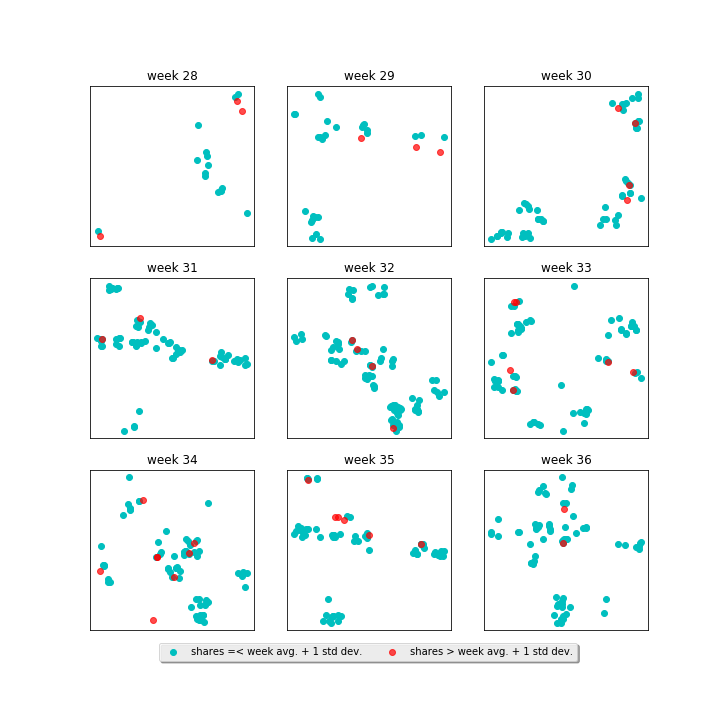 week 28
week 29
week 30
week 31
week 32
week 33
week 34
week 35
week 36
shares =< week avg. + 1 std dev.
shares > week avg. + 1 std dev.